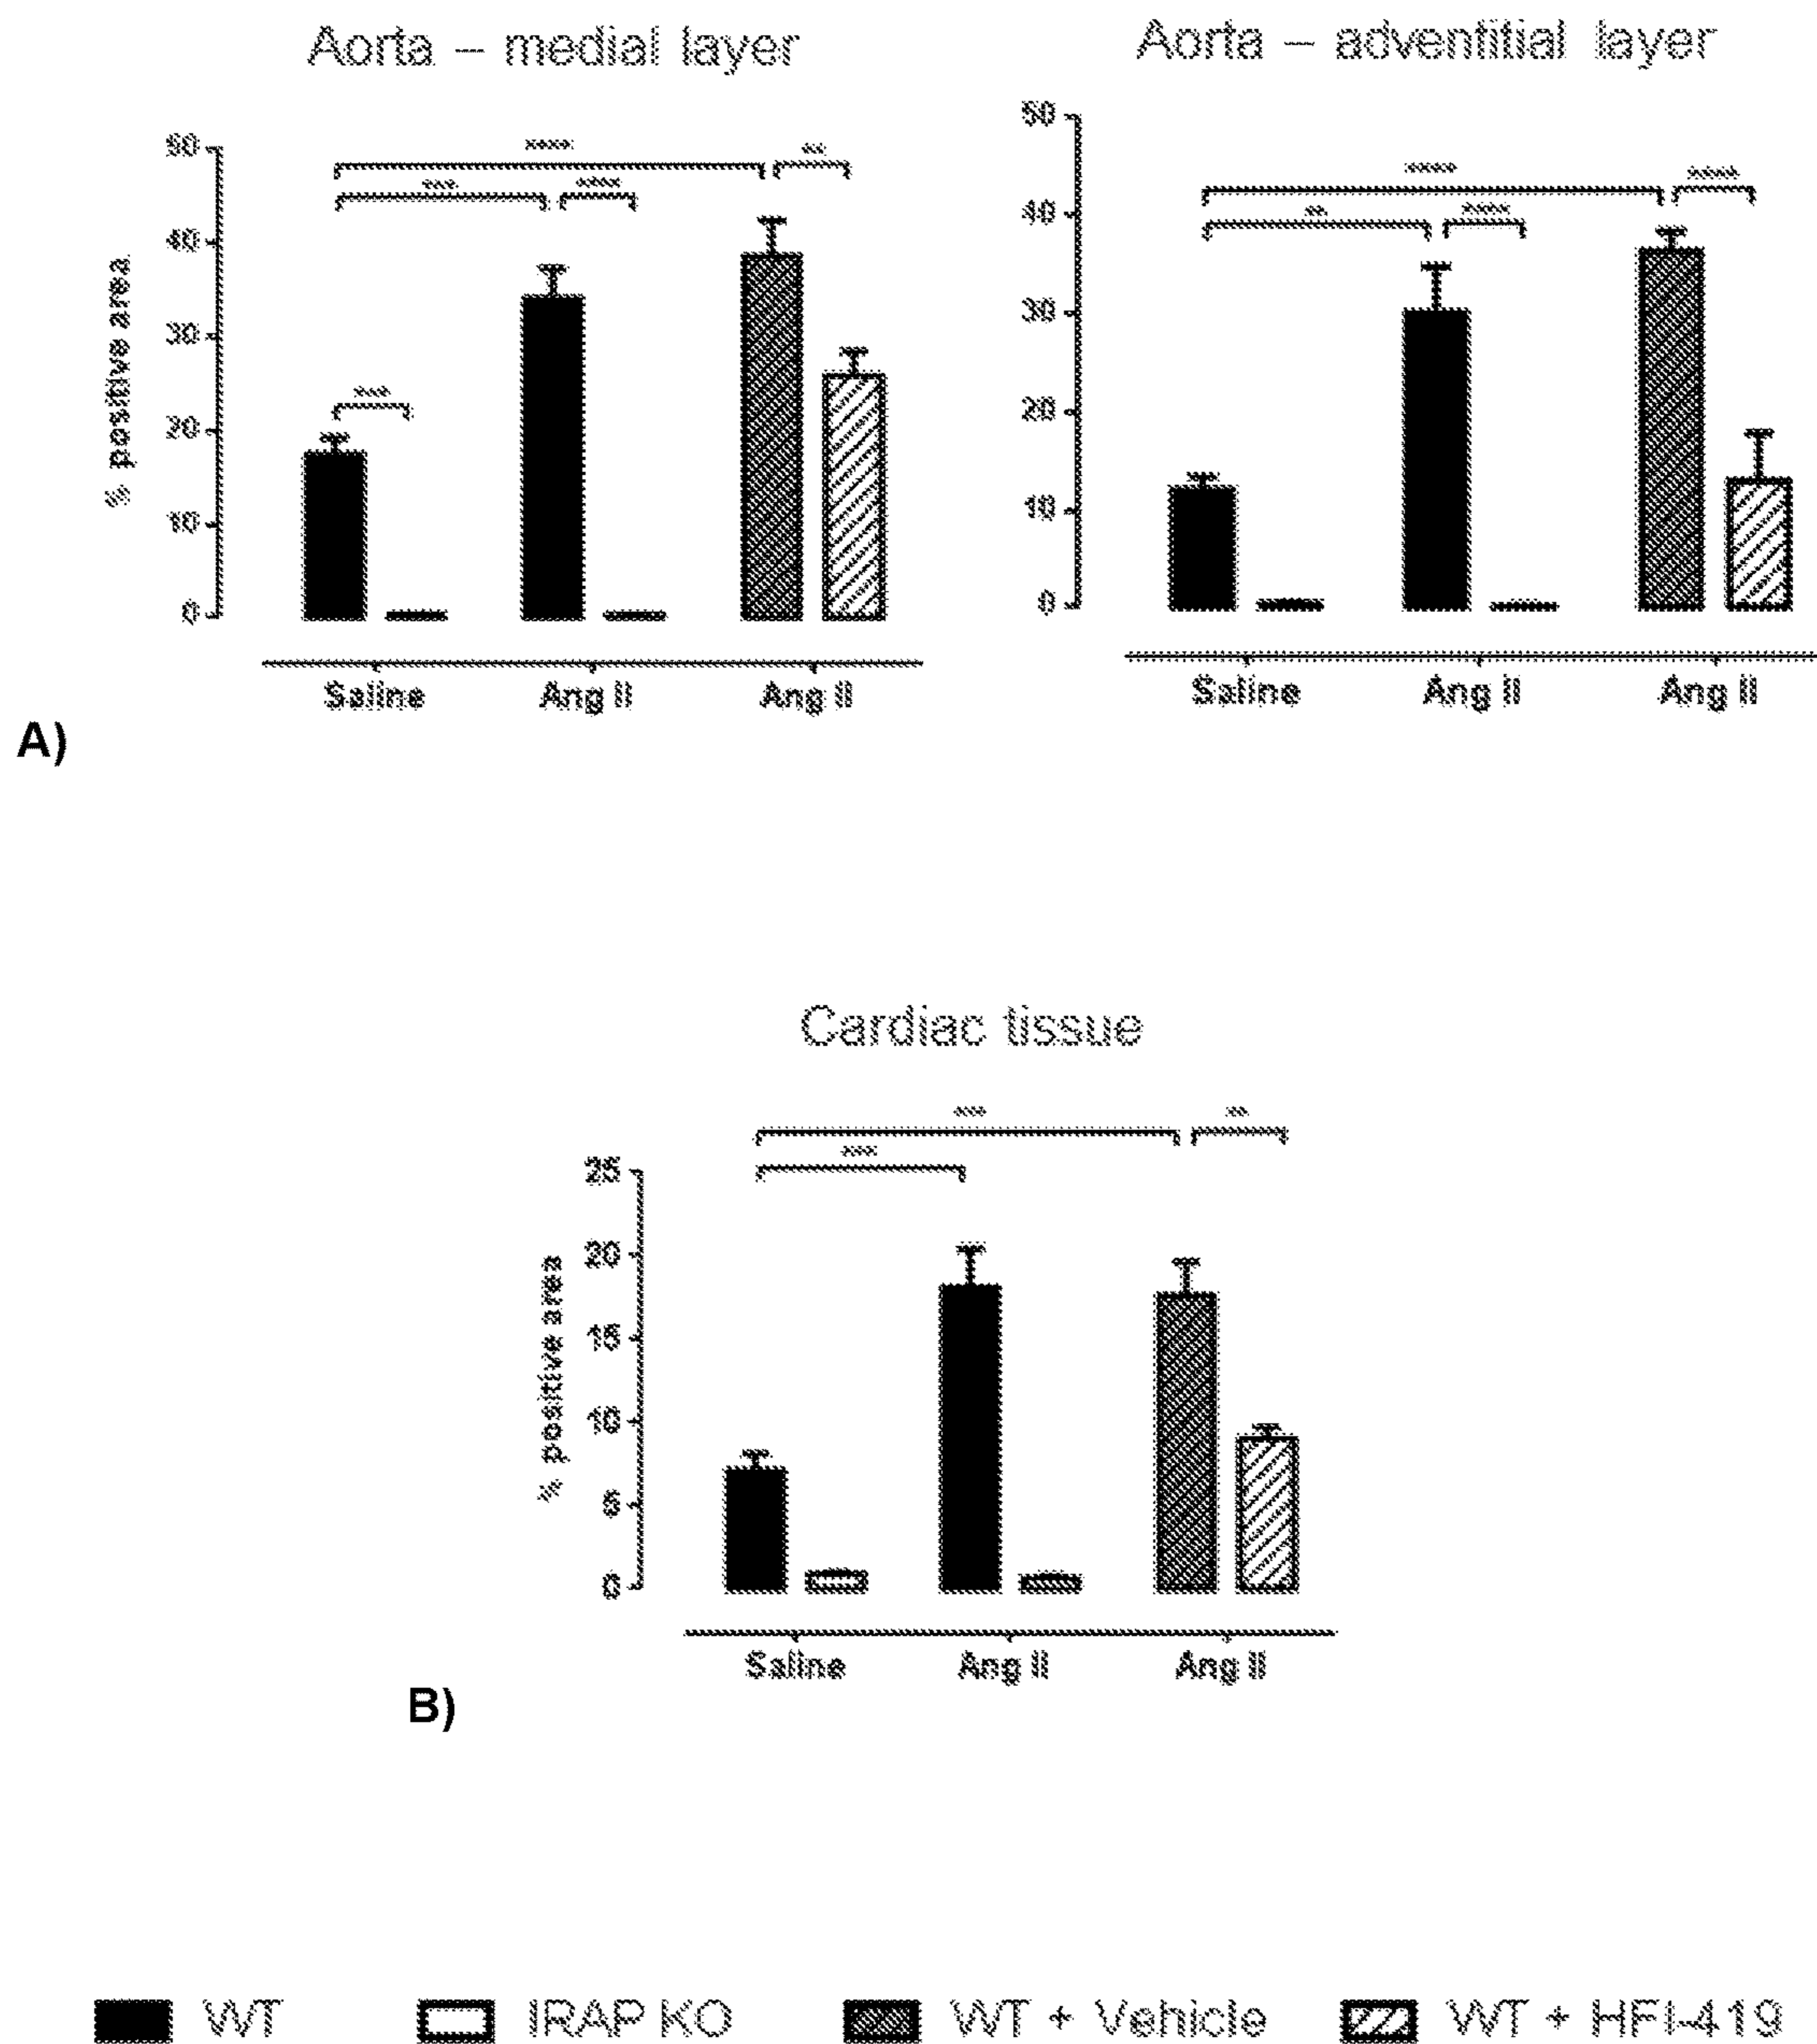 Aorta – medial layer
Aorta – adventitial layer
% positive area
50
40
30
20
10
0
****
**
***
****
***
Saline
Ang II
Ang II
50
40
30
20
10
0
****
****
**
****
Saline
Ang II
Ang II
A)
Cardiac tissue
% positive area
25
20
15
10
5
0
***
**
***
Saline
Ang II
Ang II
B)
WT
IRAP KO
WT + Vehicle
WT + HFI-419